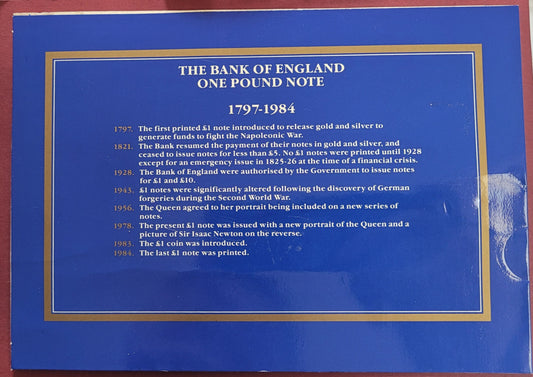 THE BANK OF ENGLAND
ONE POUND NOTE
1797-1984
1797. The first printed £1 note introduced to release gold and silver to
generate funds to fight the Napoleonic War.
1821. The Bank resumed the payment of their notes in gold and silver, and
ceased to issue notes for less than £5. No £1 notes were printed until 1928
except for an emergency issue in 1825-26 at the time of a financial crisis.
1928. The Bank of England were authorised by the Government to issue notes
for £1 and £10.
1943. £1 notes were significantly altered following the discovery of German
forgeries during the Second World War.
1956. The Queen agreed to her portrait being included on a new series of
notes.
1978. The present £1 note was issued with a new portrait of the Queen and a
picture of Sir Isaac Newton on the reverse.
1983. The £1 coin was introduced.
1984. The last £1 note was printed.